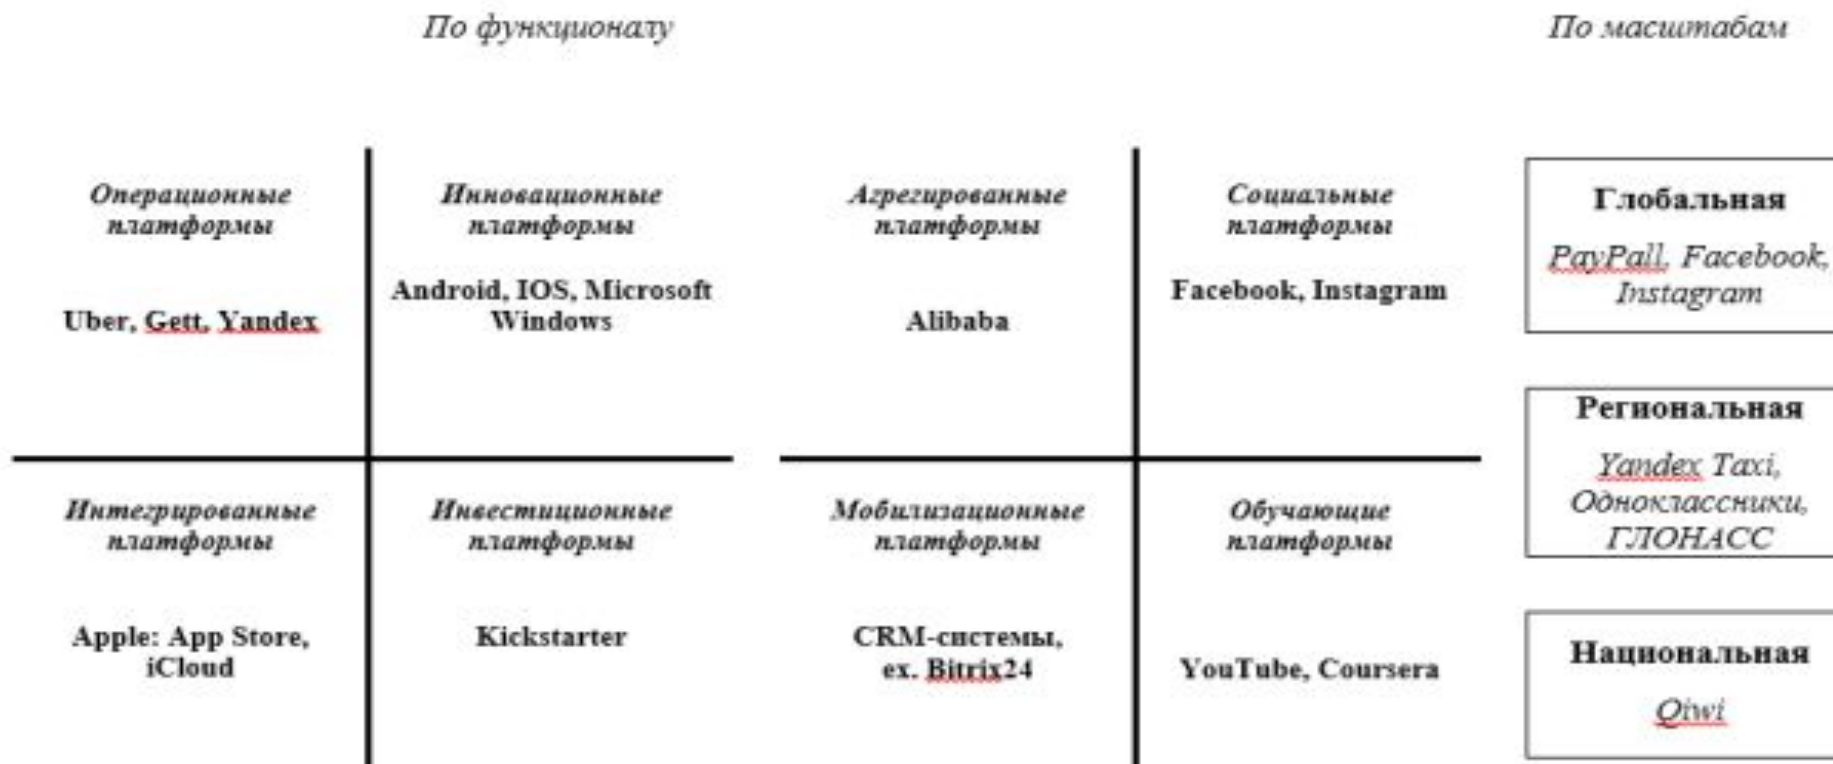 По функционалу
По масштабам
Операционные
платформы
Uber, Gett, Yandex
Инновационные
платформы
Android, IOS, Microsoft
Windows
Агрегированные
платформы
Alibaba
Социальные
платформы
Facebook, Instagram
Интегрированные
платформы
Apple: App Store,
iCloud
Инвестиционные
платформы
Kickstarter
Мобилизационные
платформы
CRM-системы,
ex. Bitrix24
Обучающие
платформы
YouTube, Coursera
Глобальная
PayPall, Facebook,
Instagram
Региональная
Yandex Taxi,
Одноклассники,
ГЛОНАСС
Национальная
Qiwi